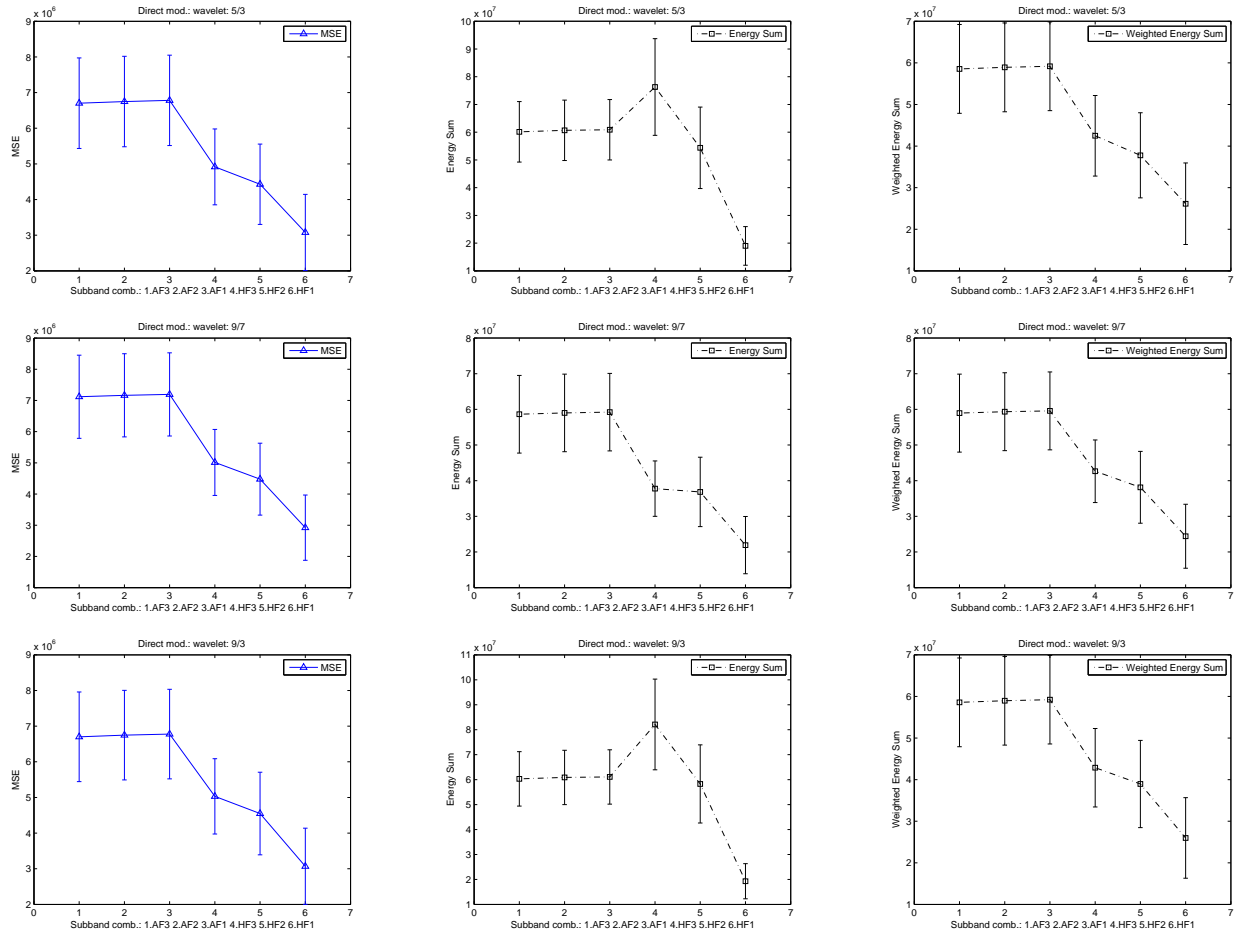 Direct mod.: wavelet: 5/3
x 10^6
MSE
9
8
7
6
5
4
3
2
MSE
0 1 2 3 4 5 6 7
Subband comb.: 1.AF3 2.AF2 3.AF1 4.HF3 5.HF2 6.HF1
Direct mod.: wavelet: 5/3
x 10^7
Energy Sum
10
9
8
7
6
5
4
3
2
1
Energy Sum
0 1 2 3 4 5 6 7
Subband comb.: 1.AF3 2.AF2 3.AF1 4.HF3 5.HF2 6.HF1
Direct mod.: wavelet: 5/3
x 10^7
Weighted Energy Sum
7
6
5
4
3
2
1
Weighted Energy Sum
0 1 2 3 4 5 6 7
Subband comb.: 1.AF3 2.AF2 3.AF1 4.HF3 5.HF2 6.HF1
Direct mod.: wavelet: 9/7
x 10^6
MSE
9
8
7
6
5
4
3
2
1
MSE
0 1 2 3 4 5 6 7
Subband comb.: 1.AF3 2.AF2 3.AF1 4.HF3 5.HF2 6.HF1
Direct mod.: wavelet: 9/7
x 10^7
Energy Sum
8
7
6
5
4
3
2
1
Energy Sum
0 1 2 3 4 5 6 7
Subband comb.: 1.AF3 2.AF2 3.AF1 4.HF3 5.HF2 6.HF1
Direct mod.: wavelet: 9/7
x 10^7
Weighted Energy Sum
8
7
6
5
4
3
2
1
Weighted Energy Sum
0 1 2 3 4 5 6 7
Subband comb.: 1.AF3 2.AF2 3.AF1 4.HF3 5.HF2 6.HF1
Direct mod.: wavelet: 9/3
x 10^6
MSE
9
8
7
6
5
4
3
2
MSE
0 1 2 3 4 5 6 7
Subband comb.: 1.AF3 2.AF2 3.AF1 4.HF3 5.HF2 6.HF1
Direct mod.: wavelet: 9/3
x 10^7
Energy Sum
11
10
9
8
7
6
5
4
3
2
1
Energy Sum
0 1 2 3 4 5 6 7
Subband comb.: 1.AF3 2.AF2 3.AF1 4.HF3 5.HF2 6.HF1
Direct mod.: wavelet: 9/3
x 10^7
Weighted Energy Sum
7
6
5
4
3
2
1
Weighted Energy Sum
0 1 2 3 4 5 6 7
Subband comb.: 1.AF3 2.AF2 3.AF1 4.HF3 5.HF2 6.HF1